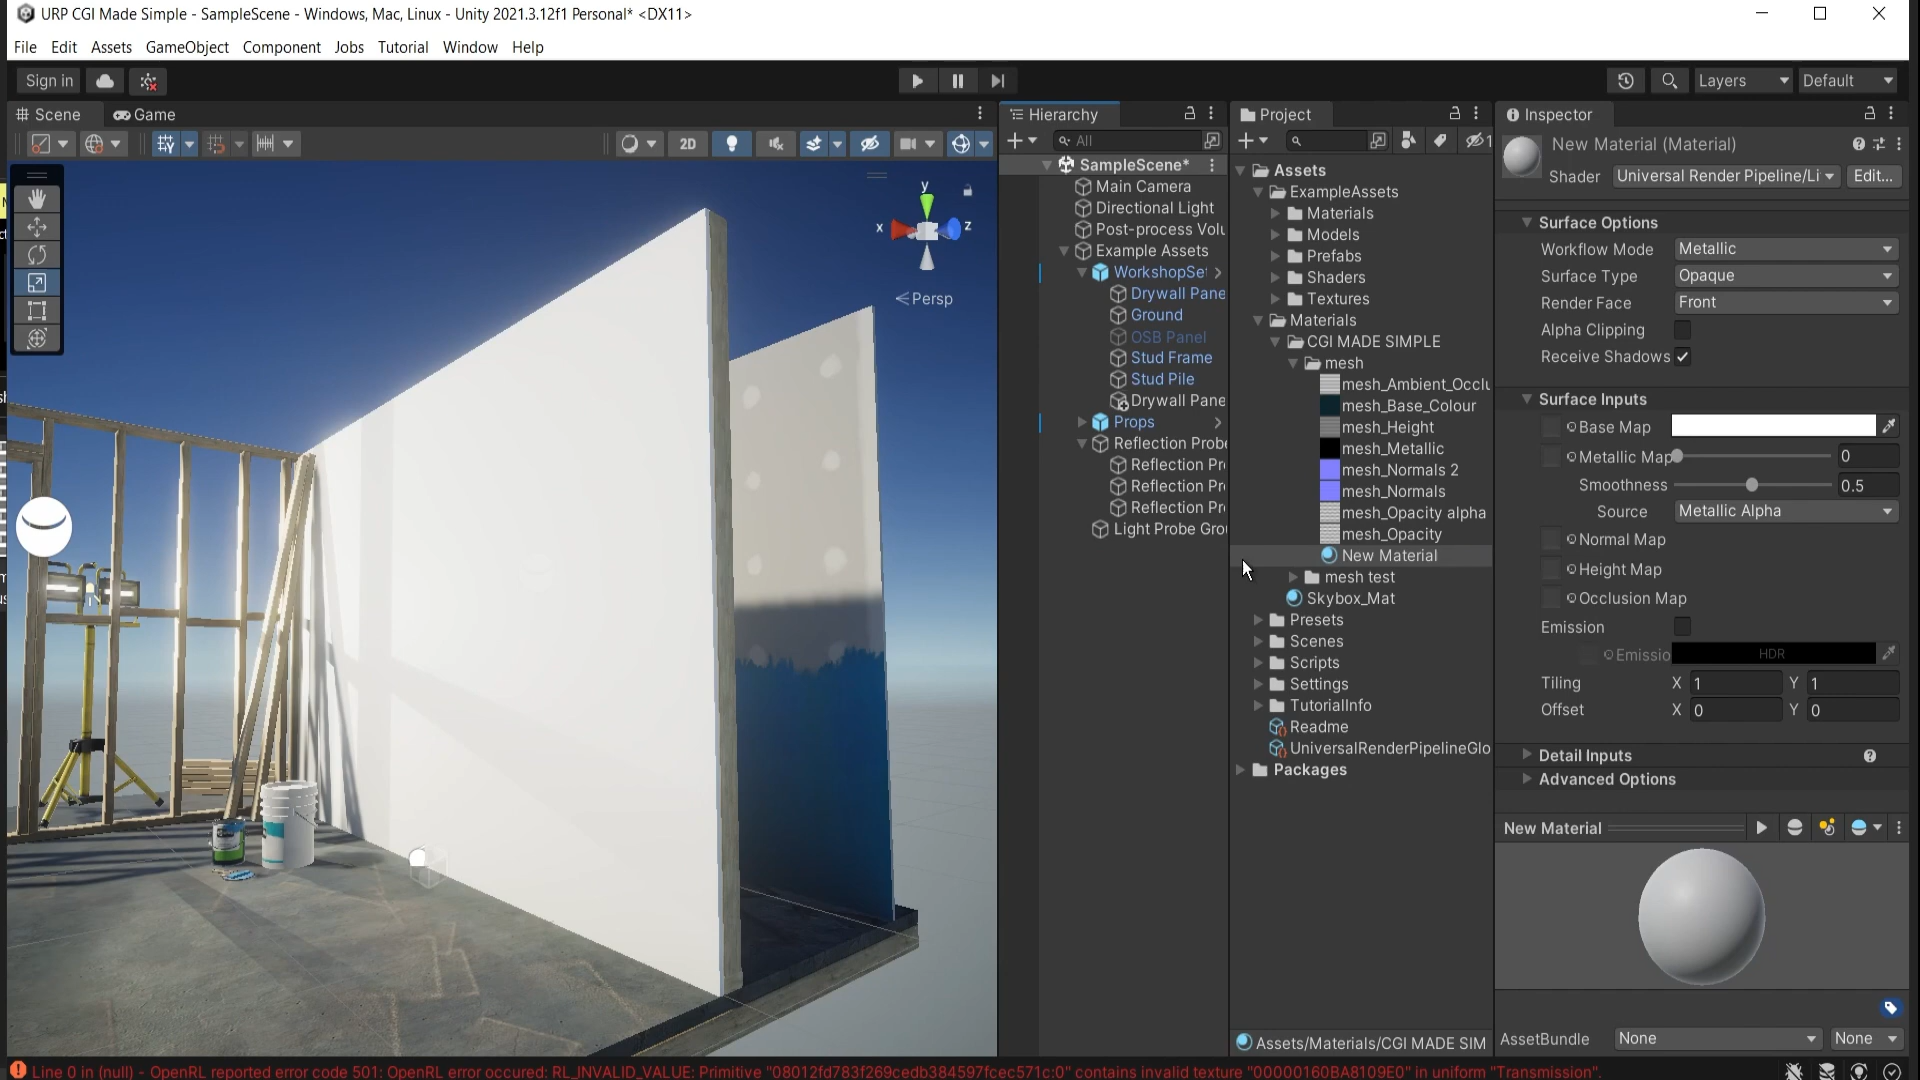 URP CGI Made Simple - SampleScene - Windows, Mac, Linux - Unity 2021.3.12f1 Personal* <DX11>
File Edit Assets GameObject Component Jobs Tutorial Window Help
Sign in
Layers
Default
Scene
Game
2D
y
x
z
Persp
Hierarchy
All
SampleScene*
Main Camera
Directional Light
Post-process Volu
Example Assets
WorkshopSet
Drywall Pane
Ground
OSB Panel
Stud Frame
Stud Pile
Drywall Pane
Props
Reflection Probe
Reflection Pr
Reflection Pr
Reflection Pr
Light Probe Grou
Project
1
Assets
ExampleAssets
Materials
Models
Prefabs
Shaders
Textures
Materials
CGI MADE SIMPLE
mesh
mesh_Ambient_Occlu
mesh_Base_Colour
mesh_Height
mesh_Metallic
mesh_Normals 2
mesh_Normals
mesh_Opacity alpha
mesh_Opacity
New Material
mesh test
Skybox_Mat
Presets
Scenes
Scripts
Settings
TutorialInfo
Readme
UniversalRenderPipelineGlo
Packages
Assets/Materials/CGI MADE SIM
Inspector
New Material (Material)
Shader Universal Render Pipeline/Li Edit...
Surface Options
Workflow Mode Metallic
Surface Type Opaque
Render Face Front
Alpha Clipping
Receive Shadows
Surface Inputs
Base Map
Metallic Map 0
Smoothness 0.5
Source Metallic Alpha
Normal Map
Height Map
Occlusion Map
Emission
Emissio HDR
Tiling X 1 Y 1
Offset X 0 Y 0
Detail Inputs
Advanced Options
New Material
AssetBundle None None
Line 0 in (null) - OpenRL reported error code 501: OpenRL error occured: RL_INVALID_VALUE: Primitive "08012fd783f269cedb384597fcec571c:0" contains invalid texture "00000160BA8109E0" in uniform "Transmission".